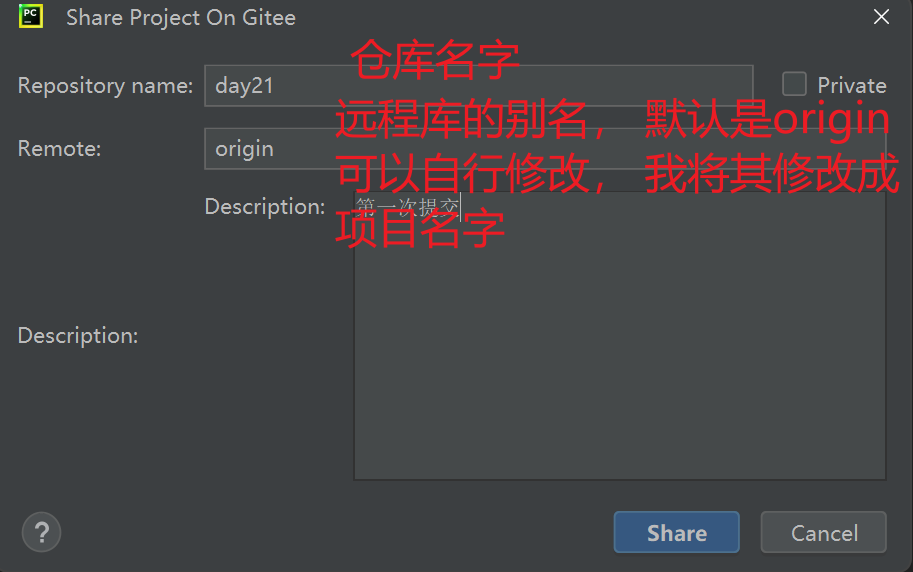 PC
Share Project On Gitee
仓库名字
Repository name:
day21
Private
远程库的别名， 默认是origin
Remote:
origin
可以自行修改， 我将其修改成
Description:
第一次提交
项目名字
Description:
?
Share
Cancel